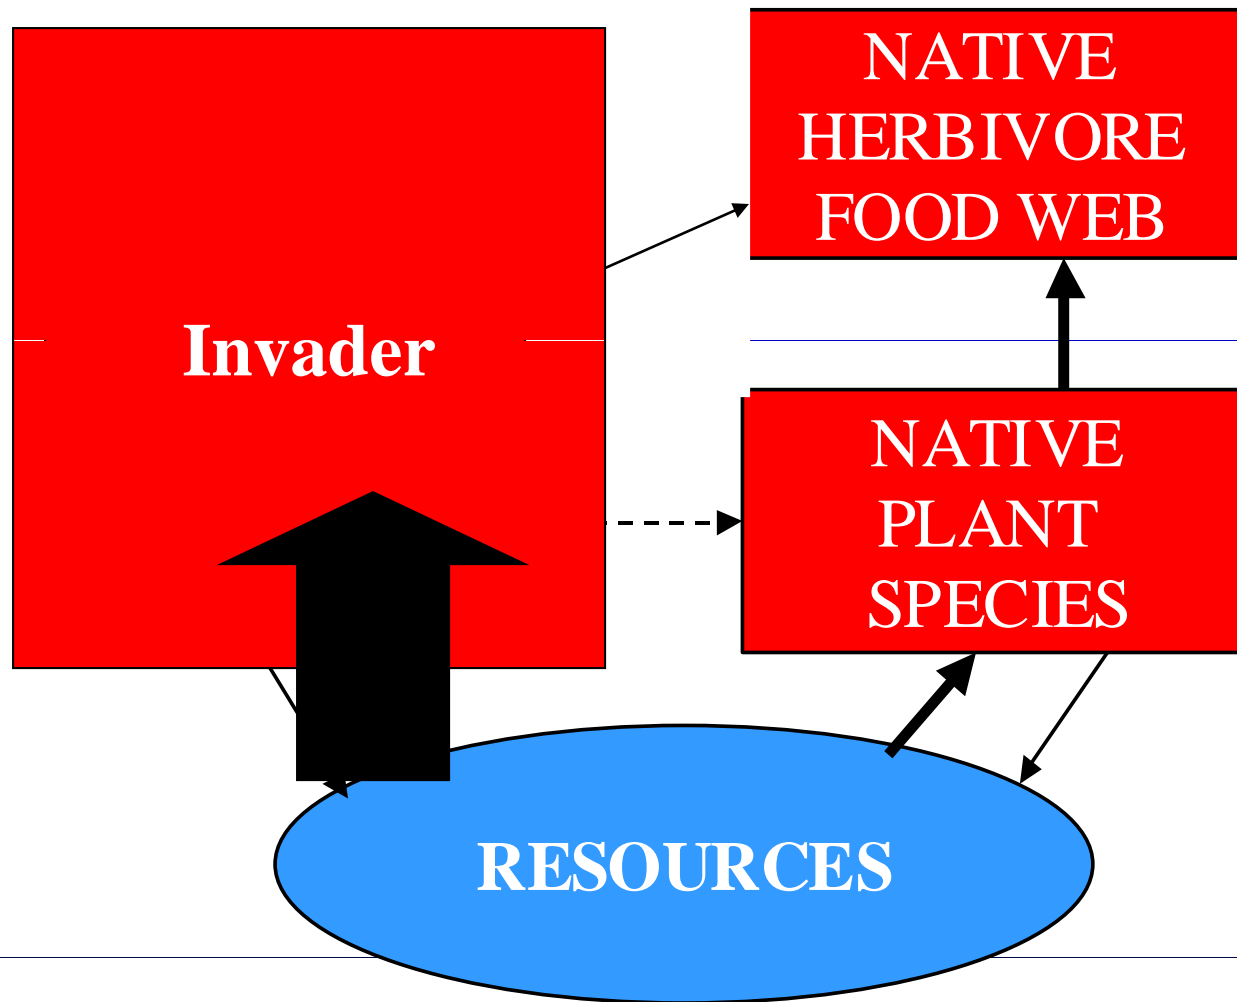 NATIVE
HERBIVORE
FOOD WEB
Invader
NATIVE
PLANT
SPECIES
RESOURCES